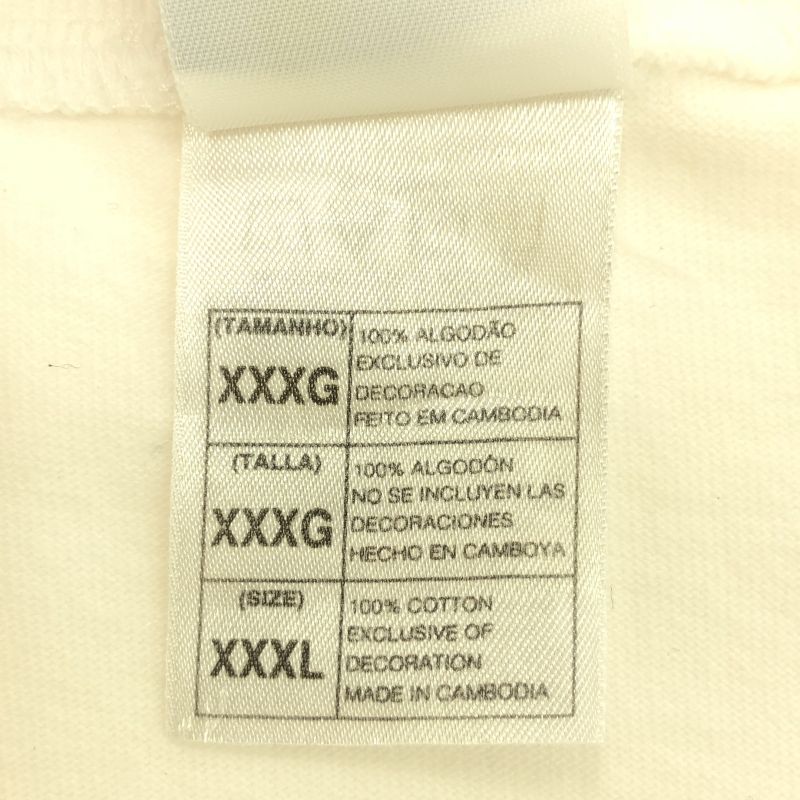 (TAMANHO)
XXXG
100% ALGODÃO
EXCLUSIVO DE
DECORACAO
FEITO EM CAMBODIA
(TALLA)
XXXG
100% ALGODÓN
NO SE INCLUYEN LAS
DECORACIONES
HECHO EN CAMBOYA
(SIZE)
XXXL
100% COTTON
EXCLUSIVE OF
DECORATION
MADE IN CAMBODIA